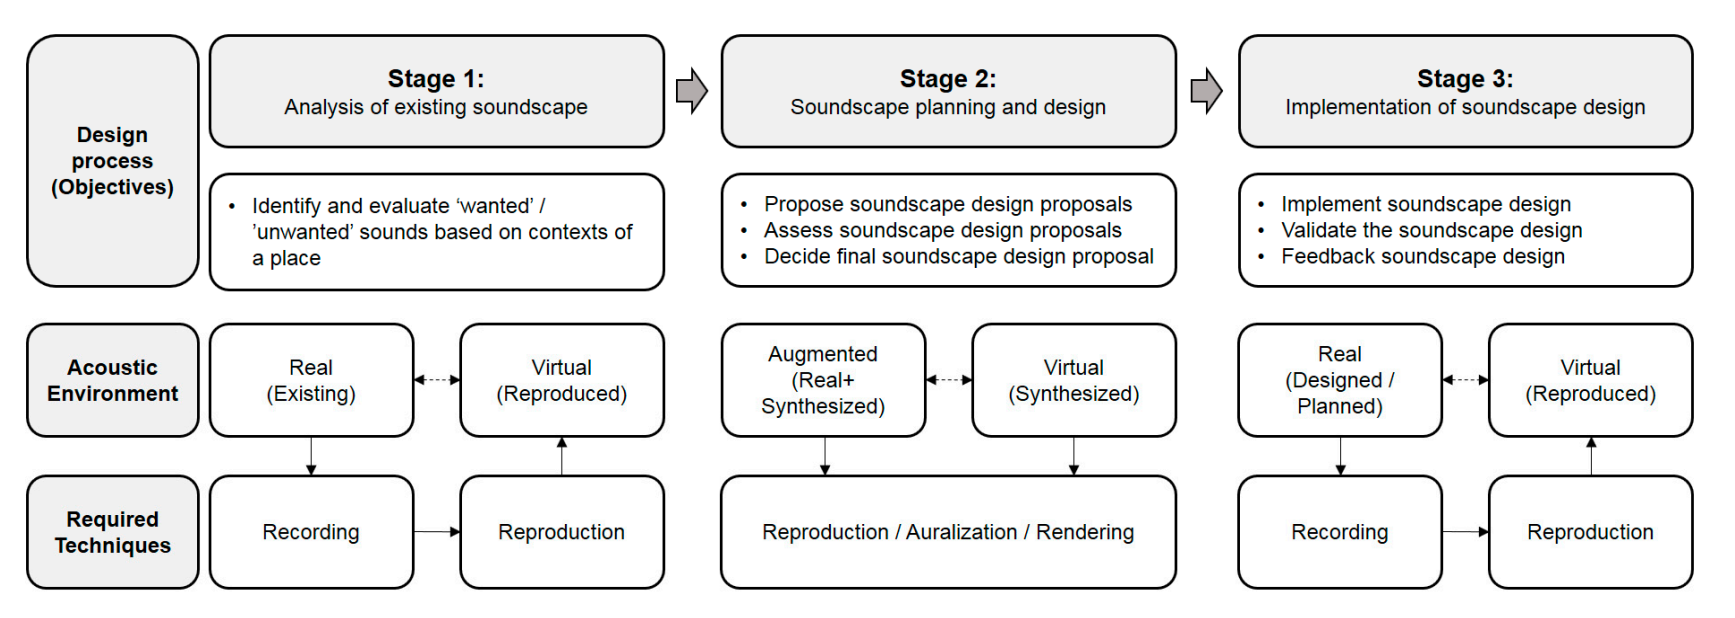 Design
process
(Objectives)
Stage 1:
Analysis of existing soundscape
Stage 2:
Soundscape planning and design
Stage 3:
Implementation of soundscape design
• Identify and evaluate ‘wanted’ /
’unwanted’ sounds based on contexts of
a place
• Propose soundscape design proposals
• Assess soundscape design proposals
• Decide final soundscape design proposal
• Implement soundscape design
• Validate the soundscape design
• Feedback soundscape design
Acoustic
Environment
Real
(Existing)
Virtual
(Reproduced)
Augmented
(Real+
Synthesized)
Virtual
(Synthesized)
Real
(Designed /
Planned)
Virtual
(Reproduced)
Required
Techniques
Recording
Reproduction
Reproduction / Auralization / Rendering
Recording
Reproduction